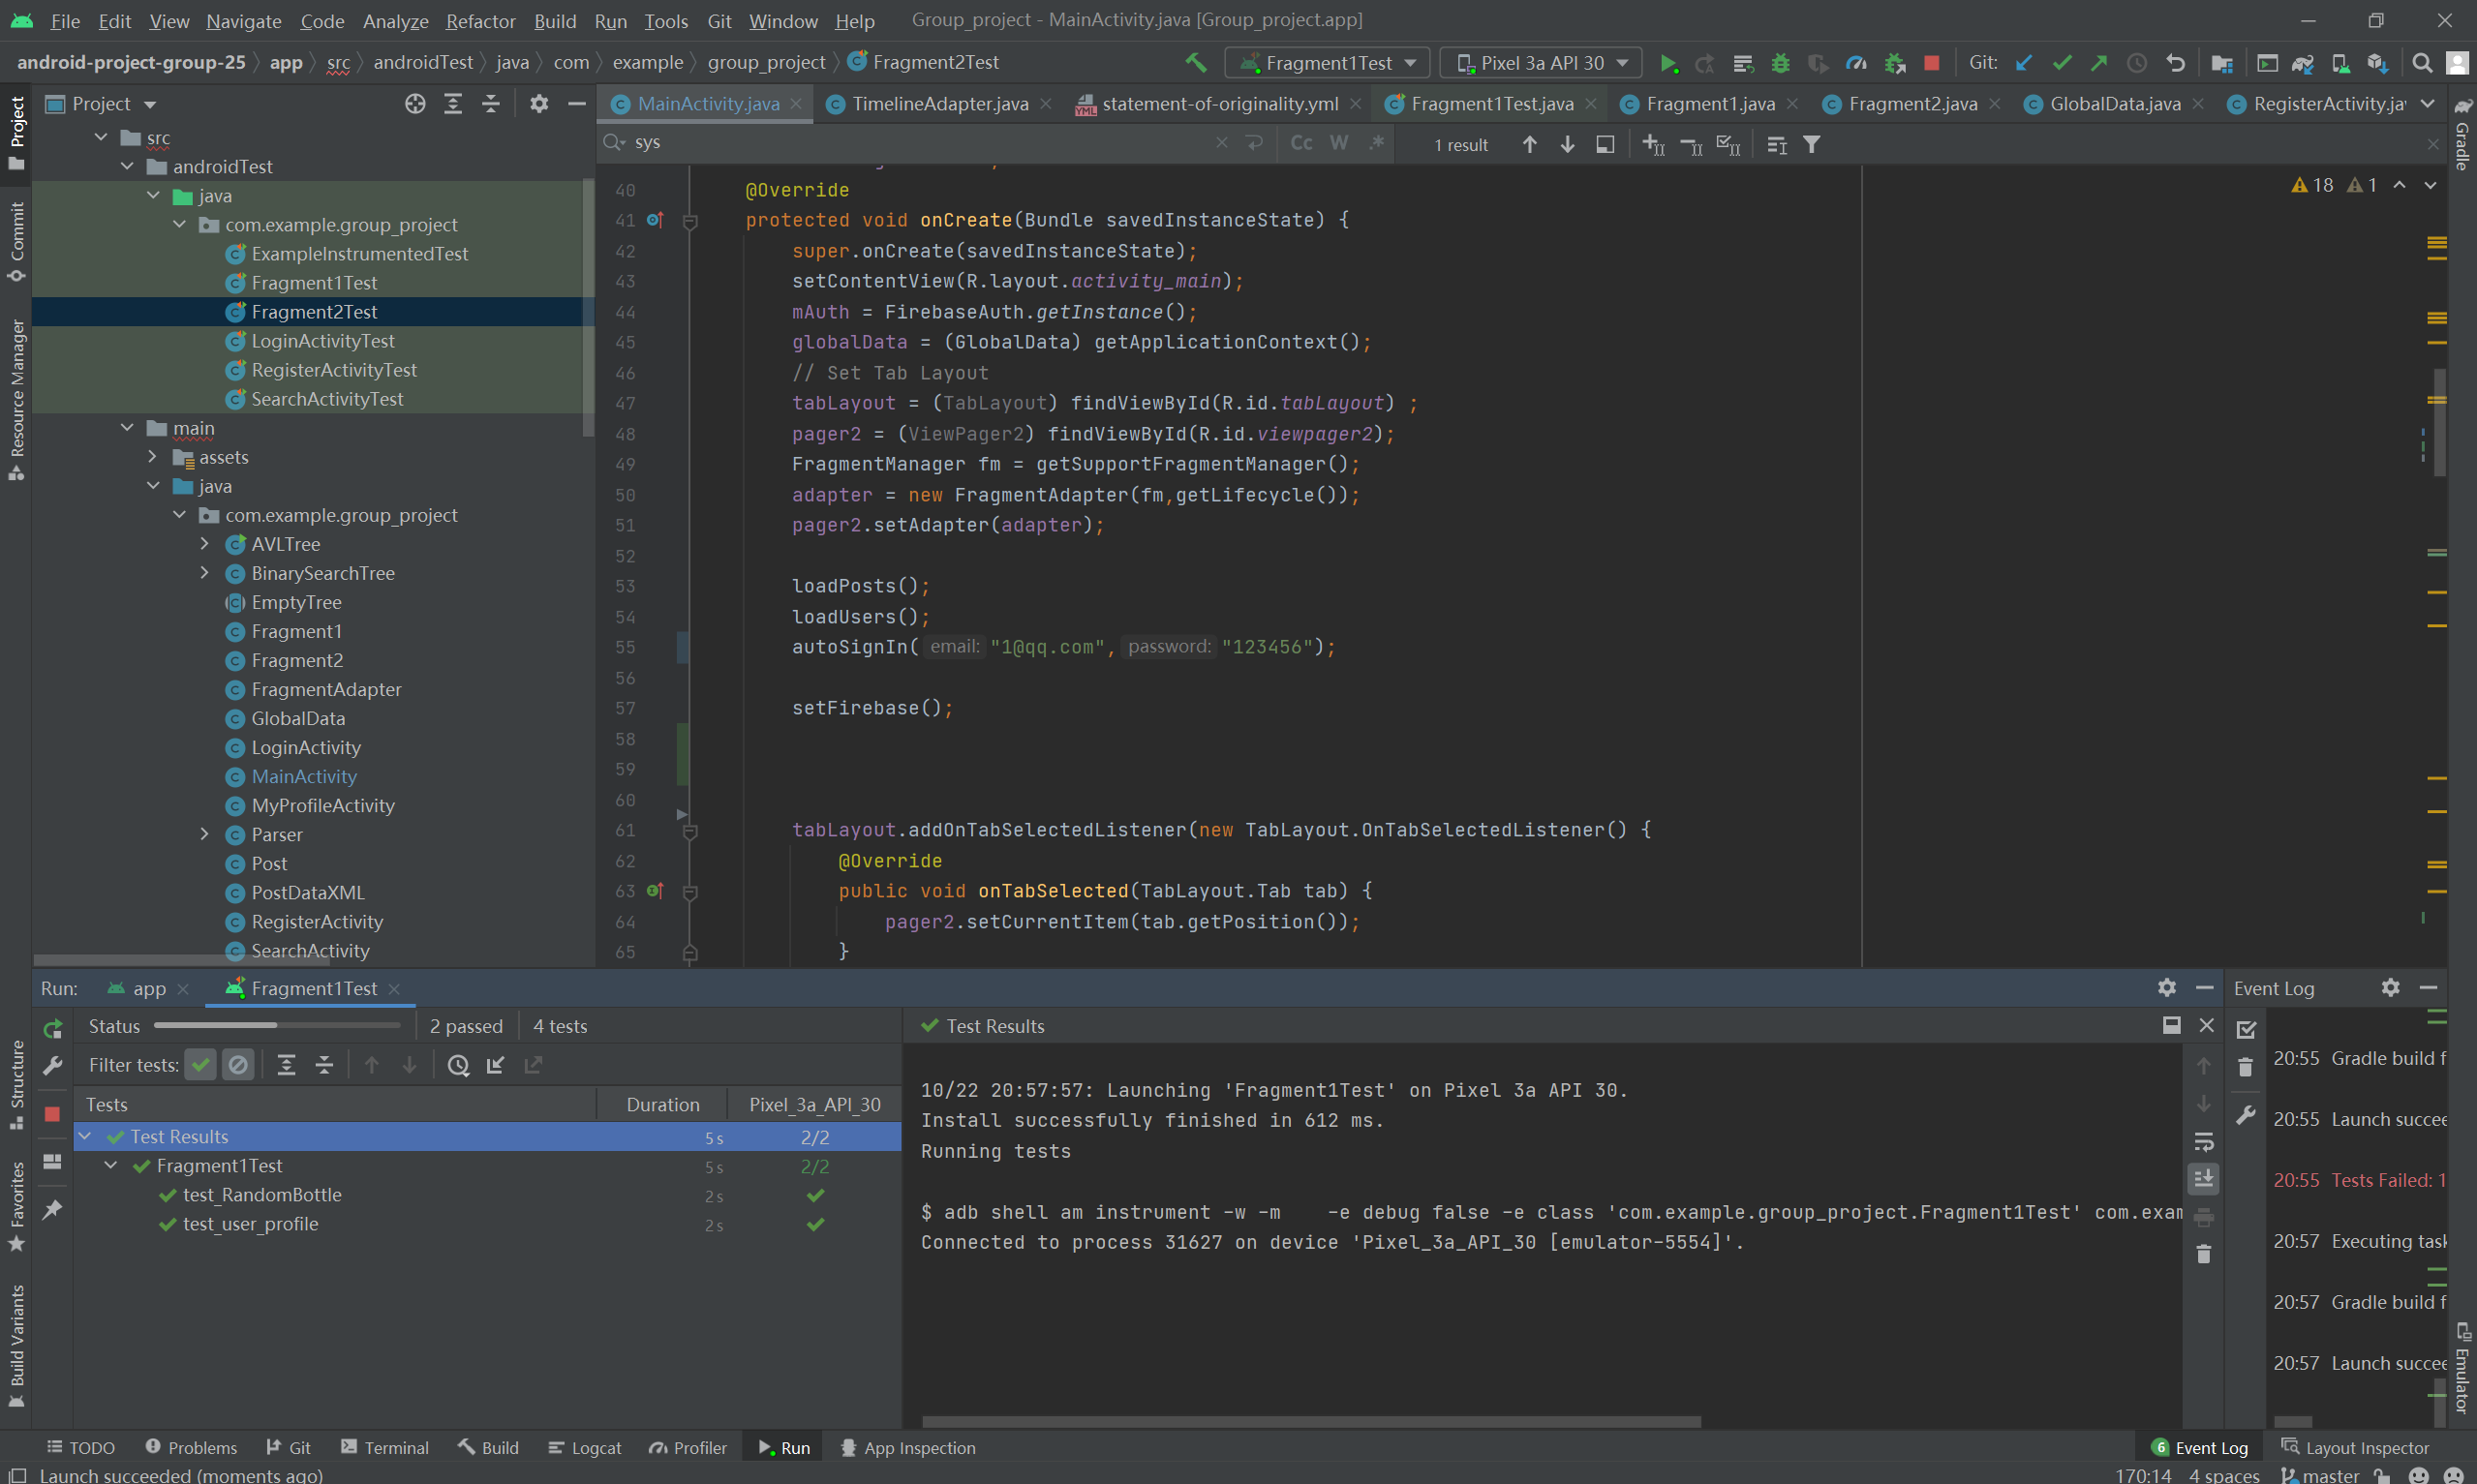 File Edit View Navigate Code Analyze Refactor Build Run Tools Git Window Help Group_project - MainActivity.java [Group_project.app]
android-project-group-25 app src androidTest java com example group_project Fragment2Test Fragment1Test Pixel 3a API 30 Git:
Project
MainActivity.java TimelineAdapter.java statement-of-originality.yml Fragment1Test.java Fragment1.java Fragment2.java GlobalData.java RegisterActivity.ja
sys Cc W .* 1 result
18 1
src
androidTest
java
com.example.group_project
ExampleInstrumentedTest
Fragment1Test
Fragment2Test
LoginActivityTest
RegisterActivityTest
SearchActivityTest
main
assets
java
com.example.group_project
AVLTree
BinarySearchTree
EmptyTree
Fragment1
Fragment2
FragmentAdapter
GlobalData
LoginActivity
MainActivity
MyProfileActivity
Parser
Post
PostDataXML
RegisterActivity
SearchActivity
40 @Override
41 protected void onCreate(Bundle savedInstanceState) {
42 super.onCreate(savedInstanceState);
43 setContentView(R.layout.activity_main);
44 mAuth = FirebaseAuth.getInstance();
45 globalData = (GlobalData) getApplicationContext();
46 // Set Tab Layout
47 tabLayout = (TabLayout) findViewById(R.id.tabLayout) ;
48 pager2 = (ViewPager2) findViewById(R.id.viewpager2);
49 FragmentManager fm = getSupportFragmentManager();
50 adapter = new FragmentAdapter(fm,getLifecycle());
51 pager2.setAdapter(adapter);
52
53 loadPosts();
54 loadUsers();
55 autoSignIn( email: "1@qq.com", password: "123456");
56
57 setFirebase();
58
59
60
61 tabLayout.addOnTabSelectedListener(new TabLayout.OnTabSelectedListener() {
62 @Override
63 public void onTabSelected(TabLayout.Tab tab) {
64 pager2.setCurrentItem(tab.getPosition());
65 }
Project
Commit
Resource Manager
Structure
Favorites
Build Variants
Gradle
Emulator
Run: app Fragment1Test
Status 2 passed 4 tests
Filter tests:
Tests Duration Pixel_3a_API_30
Test Results 5 s 2/2
Fragment1Test 5 s 2/2
test_RandomBottle 2 s
test_user_profile 2 s
Test Results
10/22 20:57:57: Launching 'Fragment1Test' on Pixel 3a API 30.
Install successfully finished in 612 ms.
Running tests
$ adb shell am instrument -w -m    -e debug false -e class 'com.example.group_project.Fragment1Test' com.exam
Connected to process 31627 on device 'Pixel_3a_API_30 [emulator-5554]'.
Event Log
20:55 Gradle build f
20:55 Launch succee
20:55 Tests Failed: 1
20:57 Executing task
20:57 Gradle build f
20:57 Launch succee
TODO Problems Git Terminal Build Logcat Profiler Run App Inspection 6 Event Log Layout Inspector
Launch succeeded (moments ago) 170:14 4 spaces master